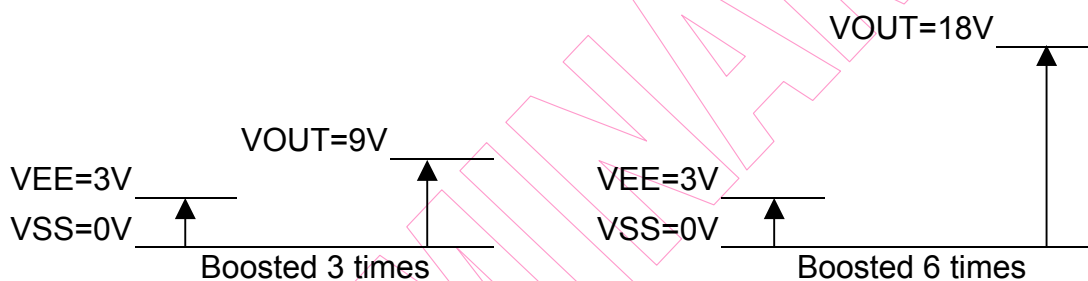 VOUT=18V
VOUT=9V
VEE=3V
VEE=3V
VSS=0V
VSS=0V
Boosted 3 times
Boosted 6 times